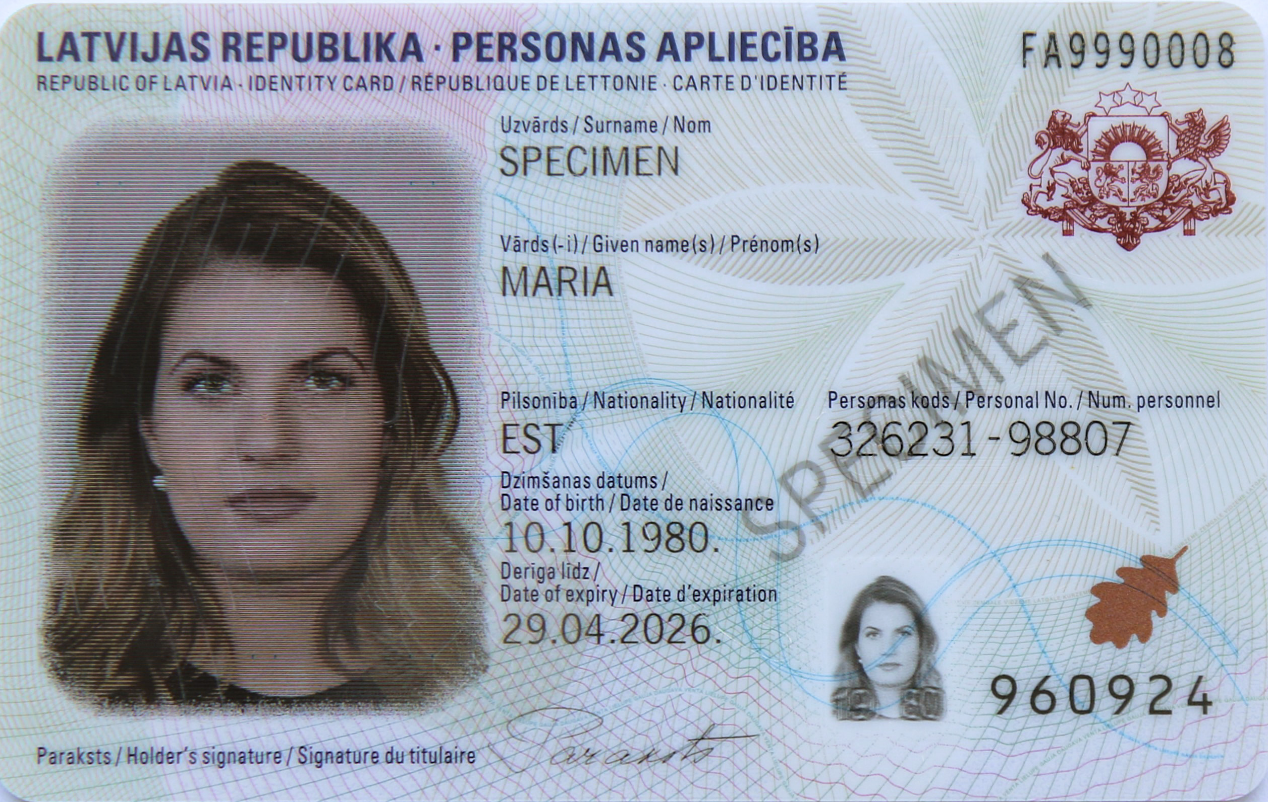 LATVIJAS REPUBLIKA · PERSONAS APLIECĪBA
REPUBLIC OF LATVIA · IDENTITY CARD / RÉPUBLIQUE DE LETTONIE · CARTE D'IDENTITÉ
FA9990008
Uzvārds / Surname / Nom
SPECIMEN
Vārds (-i) / Given name(s) / Prénom(s)
MARIA
Pilsonība / Nationality / Nationalité
EST
Personas kods / Personal No. / Num. personnel
326231-98807
Dzimšanas datums /
Date of birth / Date de naissance
10.10.1980.
Derīga līdz /
Date of expiry / Date d'expiration
29.04.2026.
SPECIMEN
960924
Paraksts / Holder's signature / Signature du titulaire
Paraksts